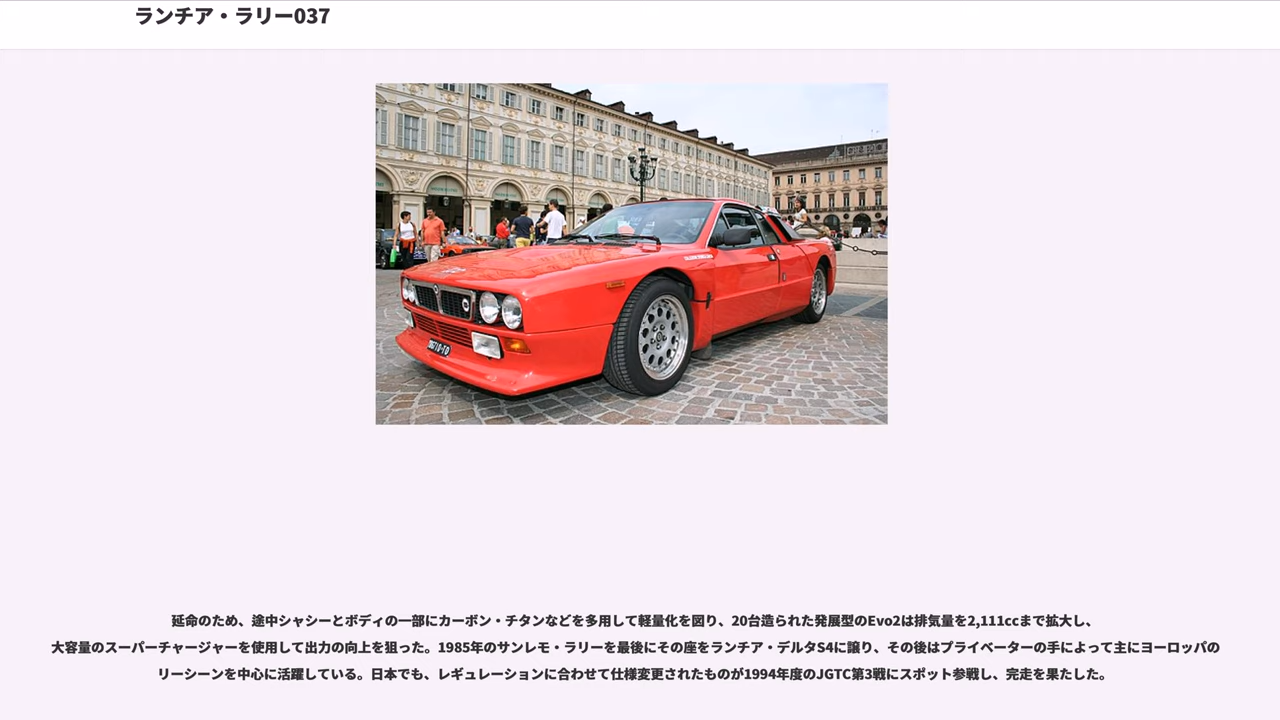 ランチア・ラリー037
延命のため、途中シャシーとボディの一部にカーボン・チタンなどを多用して軽量化を図り、20台造られた発展型のEvo2は排気量を2,111ccまで拡大し、
大容量のスーパーチャージャーを使用して出力の向上を狙った。1985年のサンレモ・ラリーを最後にその座をランチア・デルタS4に譲り、その後はプライベーターの手によって主にヨーロッパの
リーシーンを中心に活躍している。日本でも、レギュレーションに合わせて仕様変更されたものが1994年度のJGTC第3戦にスポット参戦し、完走を果たした。